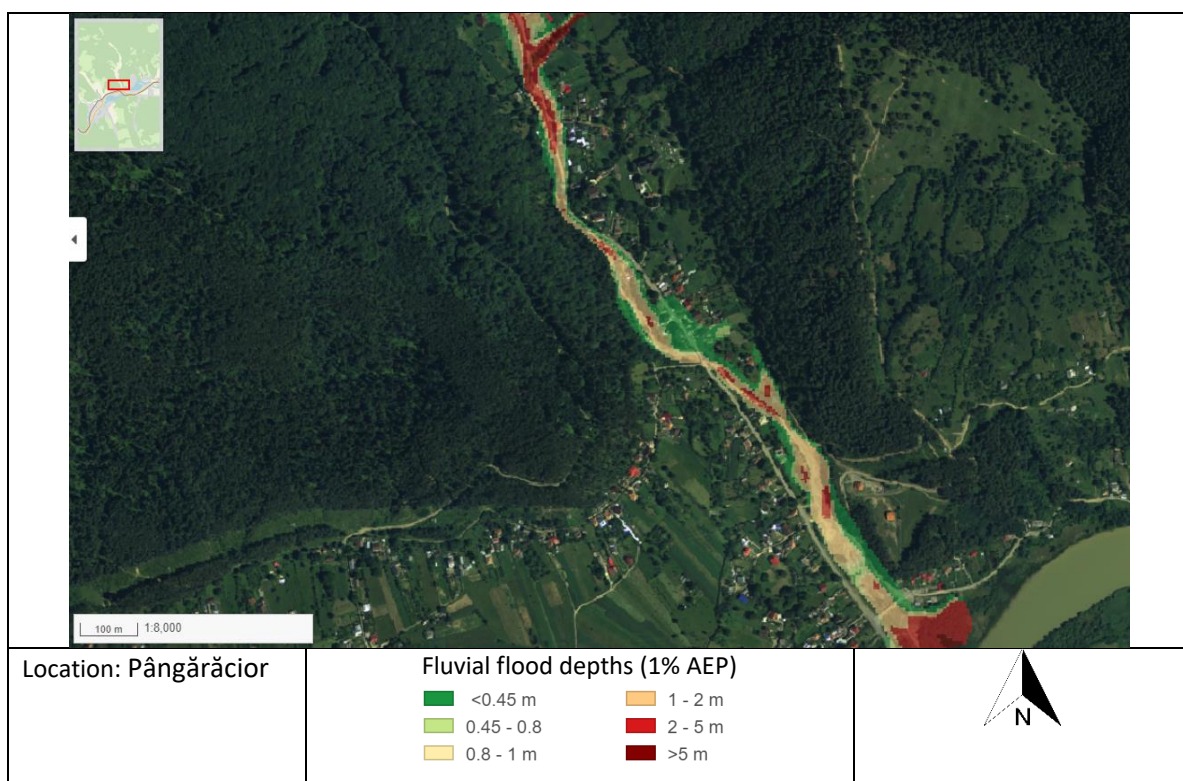 100 m 1:8,000
Location: Pângărăcior
Fluvial flood depths (1% AEP)
<0.45 m
0.45 - 0.8
0.8 - 1 m
1 - 2 m
2 - 5 m
>5 m
N